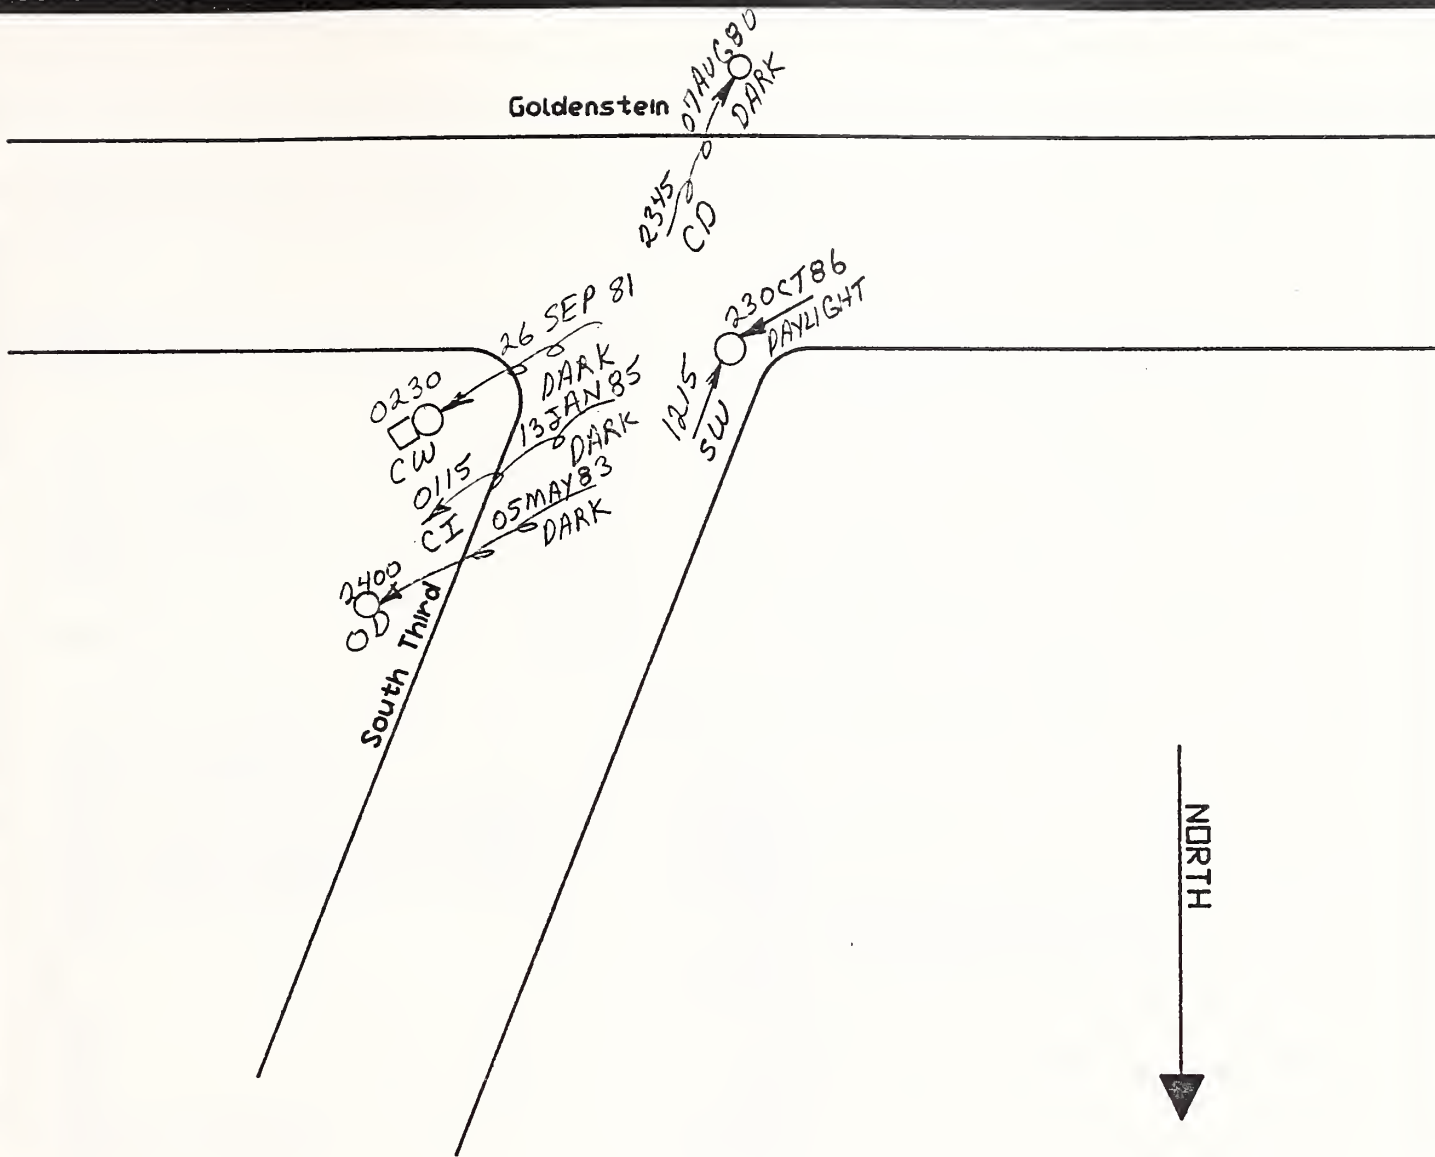 Goldenstein
07AUG80
DARK
2345
CD
26 SEP 81
DARK
0230
CW
13JAN85
DARK
0115
CI
05MAY83
DARK
2400
OD
23OCT86
DAYLIGHT
1215
SW
South Third
NORTH